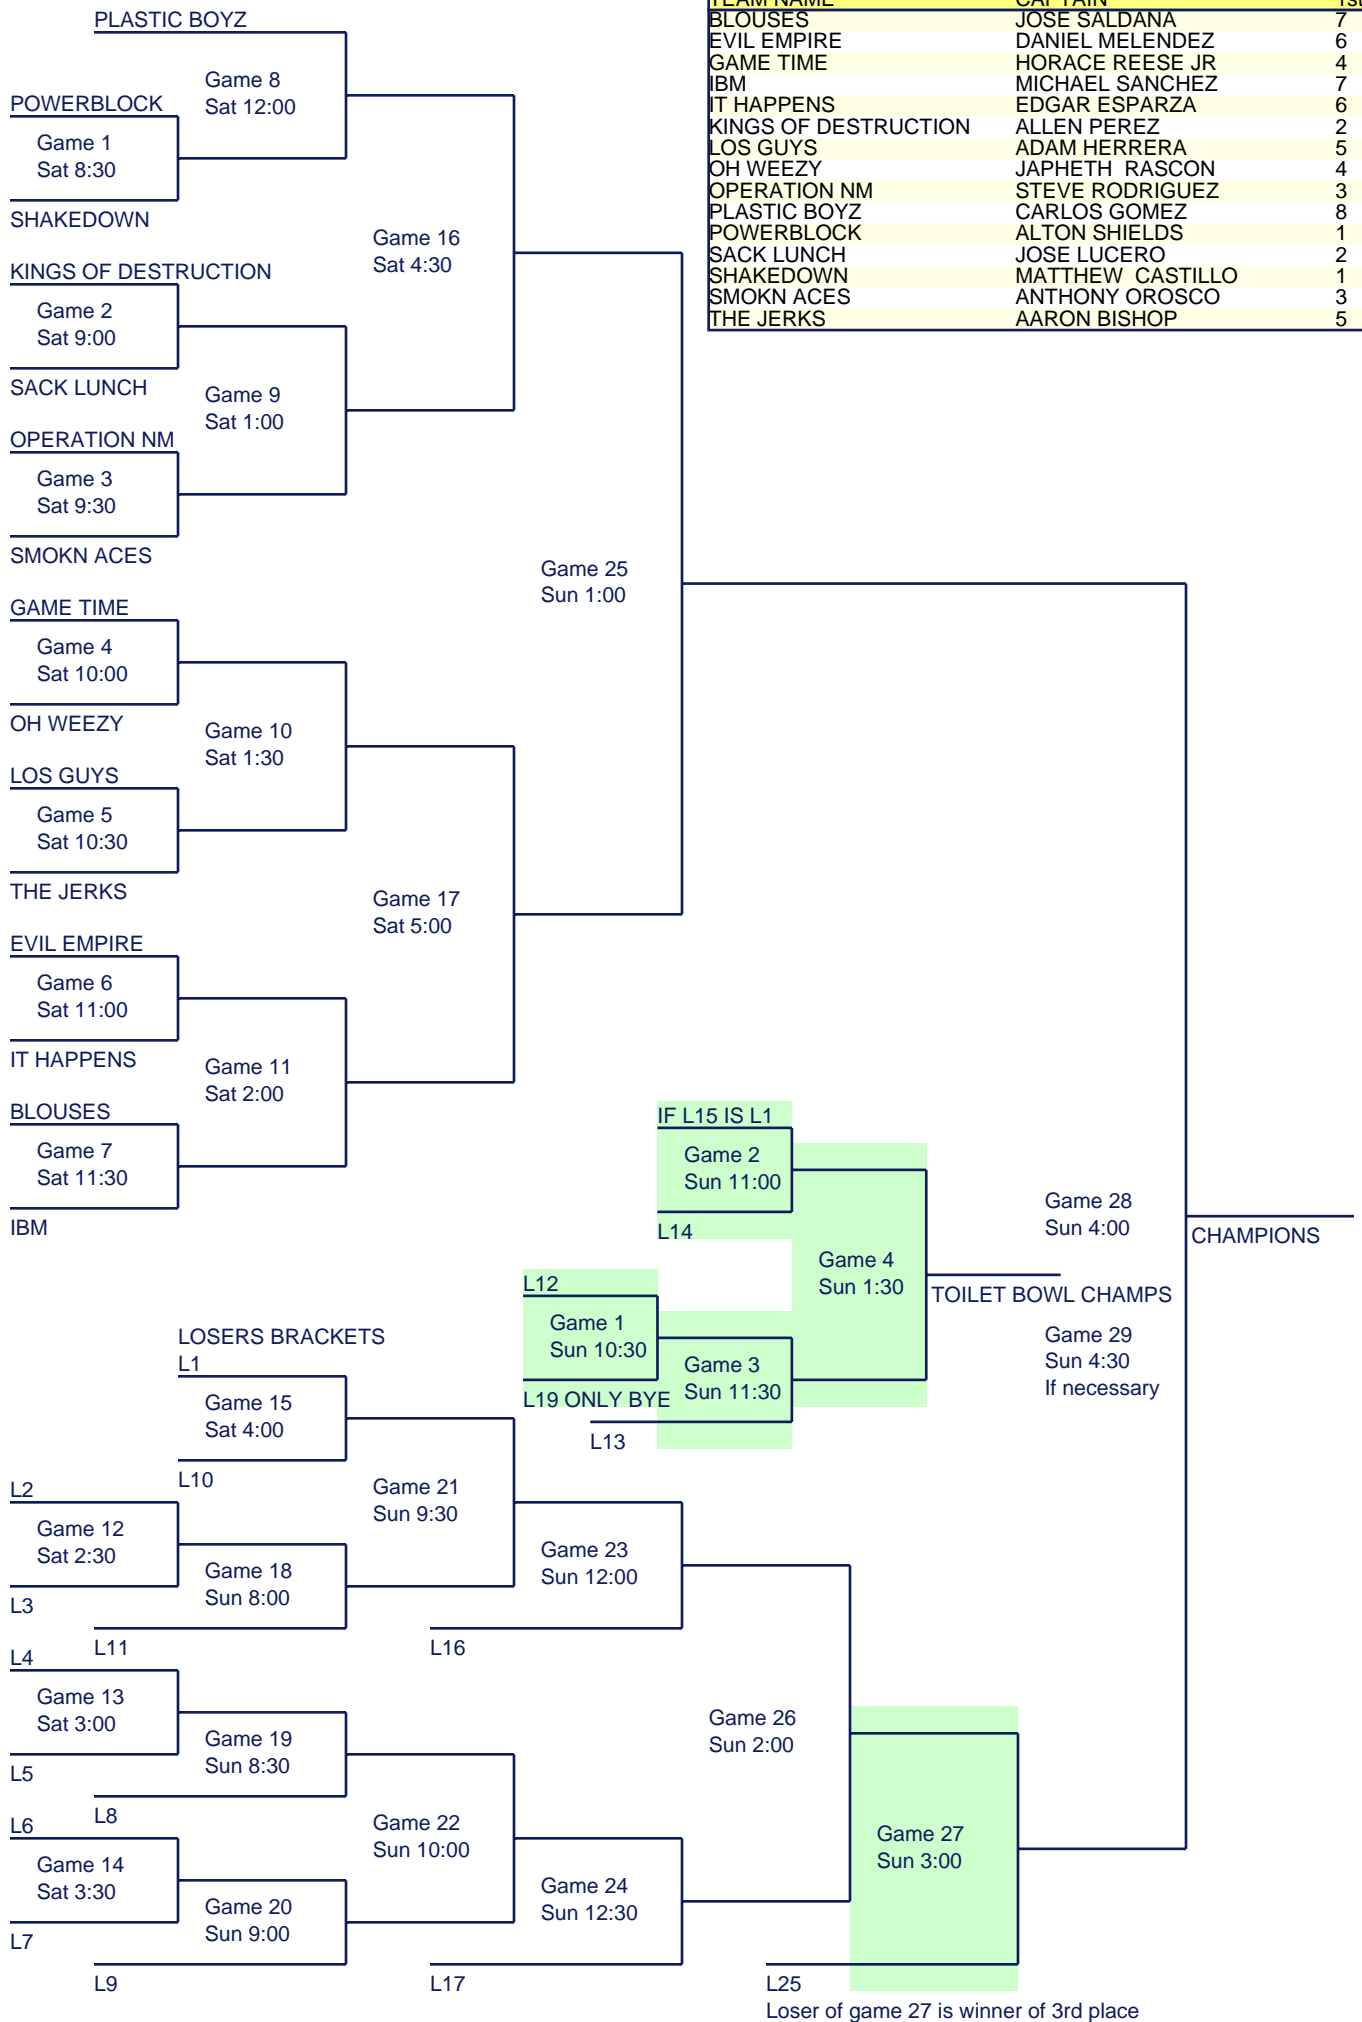 TEAM NAME CAPTAIN 1st
BLOUSES JOSE SALDANA 7
EVIL EMPIRE DANIEL MELENDEZ 6
GAME TIME HORACE REESE JR 4
IBM MICHAEL SANCHEZ 7
IT HAPPENS EDGAR ESPARZA 6
KINGS OF DESTRUCTION ALLEN PEREZ 2
LOS GUYS ADAM HERRERA 5
OH WEEZY JAPHETH RASCON 4
OPERATION NM STEVE RODRIGUEZ 3
PLASTIC BOYZ CARLOS GOMEZ 8
POWERBLOCK ALTON SHIELDS 1
SACK LUNCH JOSE LUCERO 2
SHAKEDOWN MATTHEW CASTILLO 1
SMOKN ACES ANTHONY OROSCO 3
THE JERKS AARON BISHOP 5
PLASTIC BOYZ
Game 8
Sat 12:00
POWERBLOCK
Game 1
Sat 8:30
SHAKEDOWN
Game 16
Sat 4:30
KINGS OF DESTRUCTION
Game 2
Sat 9:00
SACK LUNCH
Game 9
Sat 1:00
OPERATION NM
Game 3
Sat 9:30
SMOKN ACES
Game 25
Sun 1:00
GAME TIME
Game 4
Sat 10:00
OH WEEZY
Game 10
Sat 1:30
LOS GUYS
Game 5
Sat 10:30
THE JERKS
Game 17
Sat 5:00
EVIL EMPIRE
Game 6
Sat 11:00
IT HAPPENS
Game 11
Sat 2:00
BLOUSES
Game 7
Sat 11:30
IBM
IF L15 IS L1
Game 2
Sun 11:00
L14
Game 28
Sun 4:00
CHAMPIONS
Game 4
Sun 1:30
TOILET BOWL CHAMPS
L12
Game 1
Sun 10:30
L19 ONLY BYE
Game 3
Sun 11:30
L13
Game 29
Sun 4:30
If necessary
LOSERS BRACKETS
L1
Game 15
Sat 4:00
L10
L2
Game 12
Sat 2:30
L3
Game 21
Sun 9:30
Game 18
Sun 8:00
L11
Game 23
Sun 12:00
L16
L4
Game 13
Sat 3:00
L5
Game 19
Sun 8:30
L8
Game 26
Sun 2:00
L6
Game 14
Sat 3:30
L7
Game 22
Sun 10:00
Game 20
Sun 9:00
L9
Game 24
Sun 12:30
L17
Game 27
Sun 3:00
L25
Loser of game 27 is winner of 3rd place